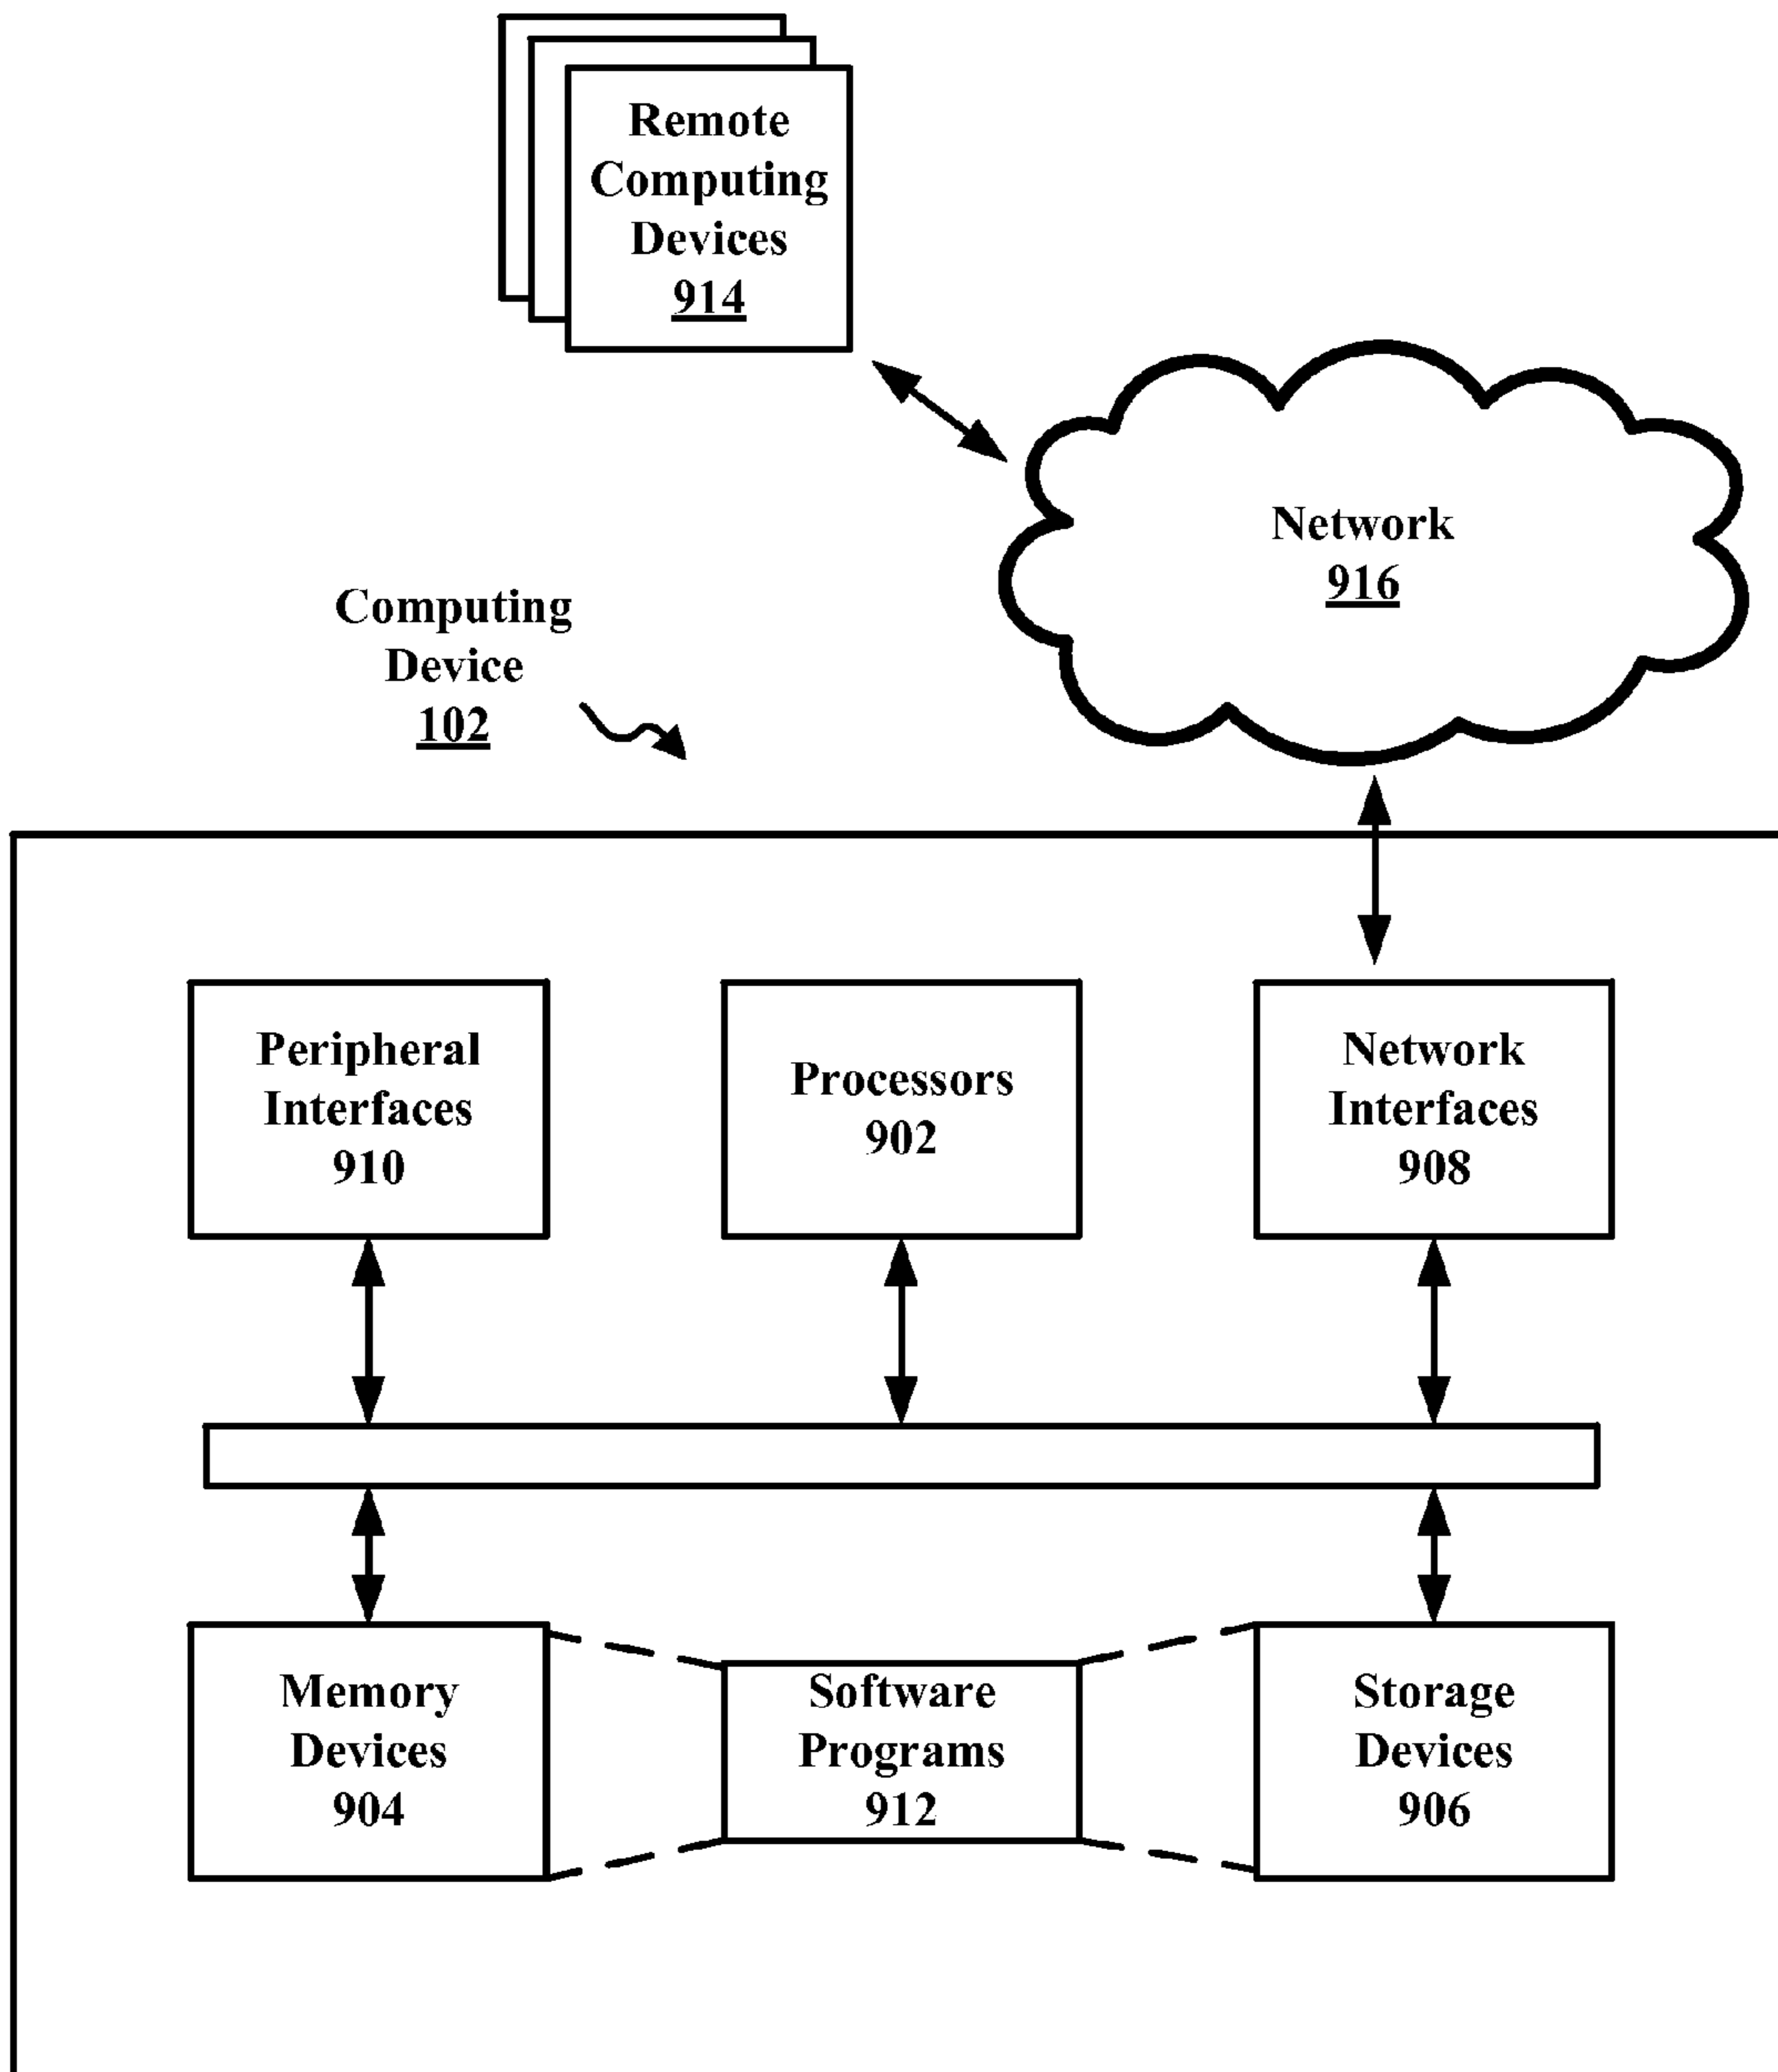 Remote
Computing
Devices
914
Network
916
Computing
Device
102
Peripheral
Interfaces
910
Processors
902
Network
Interfaces
908
Memory
Devices
904
Software
Programs
912
Storage
Devices
906